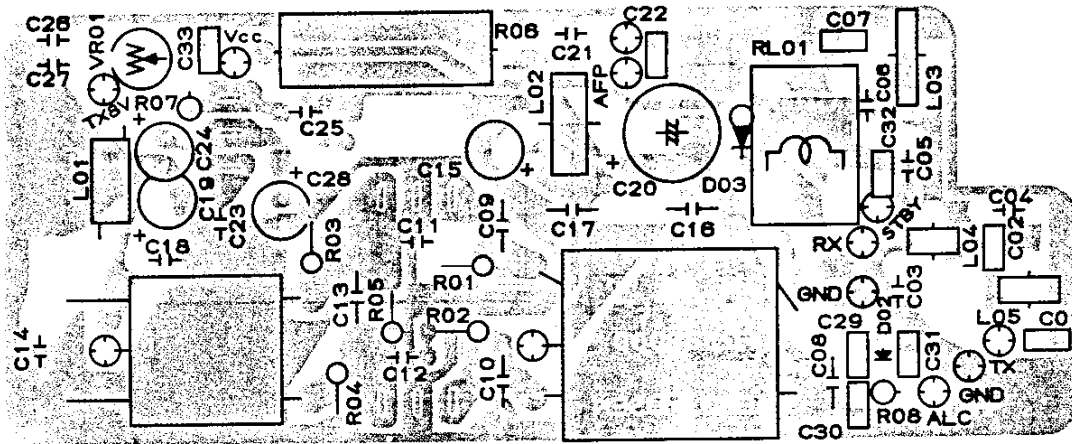 C26
VR01
C33
Vcc
R06
C22
C21
RL01
C07
C27
L02
AFP
C06
L03
TX8V
R07
C25
C32
C05
L01
C24
C19
C15
C20
D03
C28
C23
C18
R03
C11
C09
C17
C16
RX
STBY
L04
C04
C02
R01
C13
R05
GND
D02
C03
R02
C29
C31
L05
C14
C12
C10
C08
TX
R04
R08
GND
ALC
C30